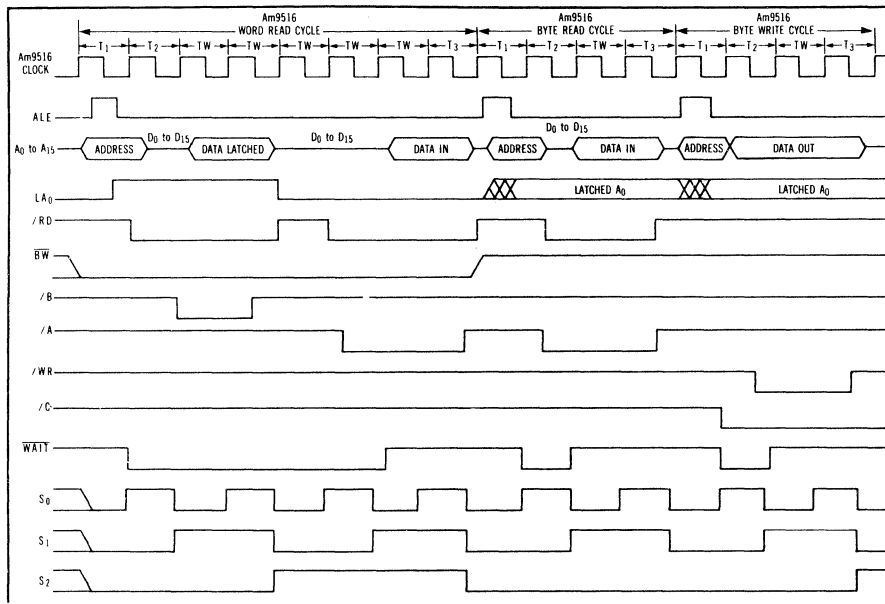 Am9516 Am9516 Am9516
WORD READ CYCLE BYTE READ CYCLE BYTE WRITE CYCLE
T1 T2 TW TW TW TW TW T3 T1 T2 TW T3 T1 T2 TW T3
Am9516
CLOCK
ALE
D0 to D15 D0 to D15 D0 to D15
A0 to A15 ADDRESS DATA LATCHED DATA IN ADDRESS DATA IN ADDRESS DATA OUT
LA0 LATCHED A0 LATCHED A0
/RD
BW
/B
/A
/WR
/C
WAIT
S0
S1
S2